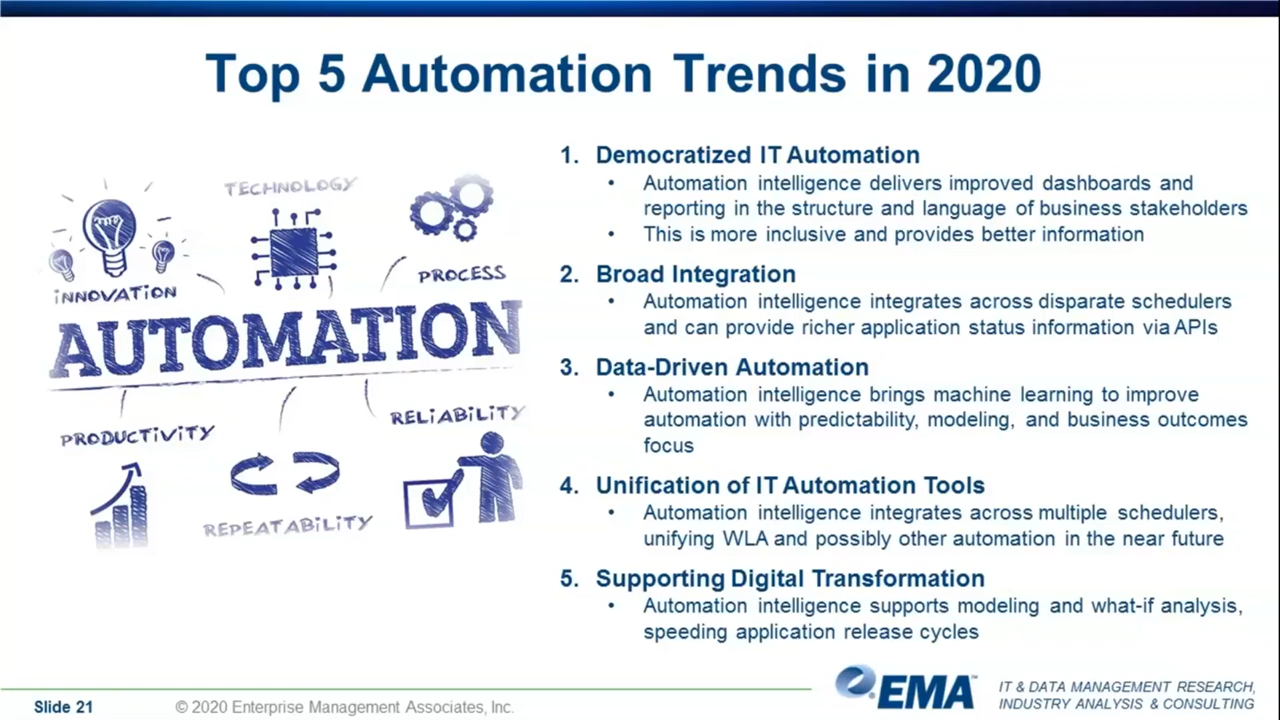 Top 5 Automation Trends in 2020
TECHNOLOGY
INNOVATION
PROCESS
AUTOMATION
PRODUCTIVITY
RELIABILITY
REPEATABILITY
1. Democratized IT Automation
• Automation intelligence delivers improved dashboards and
reporting in the structure and language of business stakeholders
• This is more inclusive and provides better information
2. Broad Integration
• Automation intelligence integrates across disparate schedulers
and can provide richer application status information via APIs
3. Data-Driven Automation
• Automation intelligence brings machine learning to improve
automation with predictability, modeling, and business outcomes
focus
4. Unification of IT Automation Tools
• Automation intelligence integrates across multiple schedulers,
unifying WLA and possibly other automation in the near future
5. Supporting Digital Transformation
• Automation intelligence supports modeling and what-if analysis,
speeding application release cycles
Slide 21
© 2020 Enterprise Management Associates, Inc.
EMA™
IT & DATA MANAGEMENT RESEARCH,
INDUSTRY ANALYSIS & CONSULTING